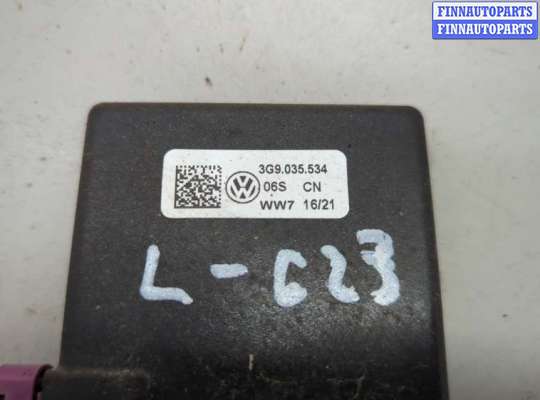 FINNAUTOPARTS
FINNAUTOPARTS
3G9.035.534
06S CN
WW7 16/21
L-C23